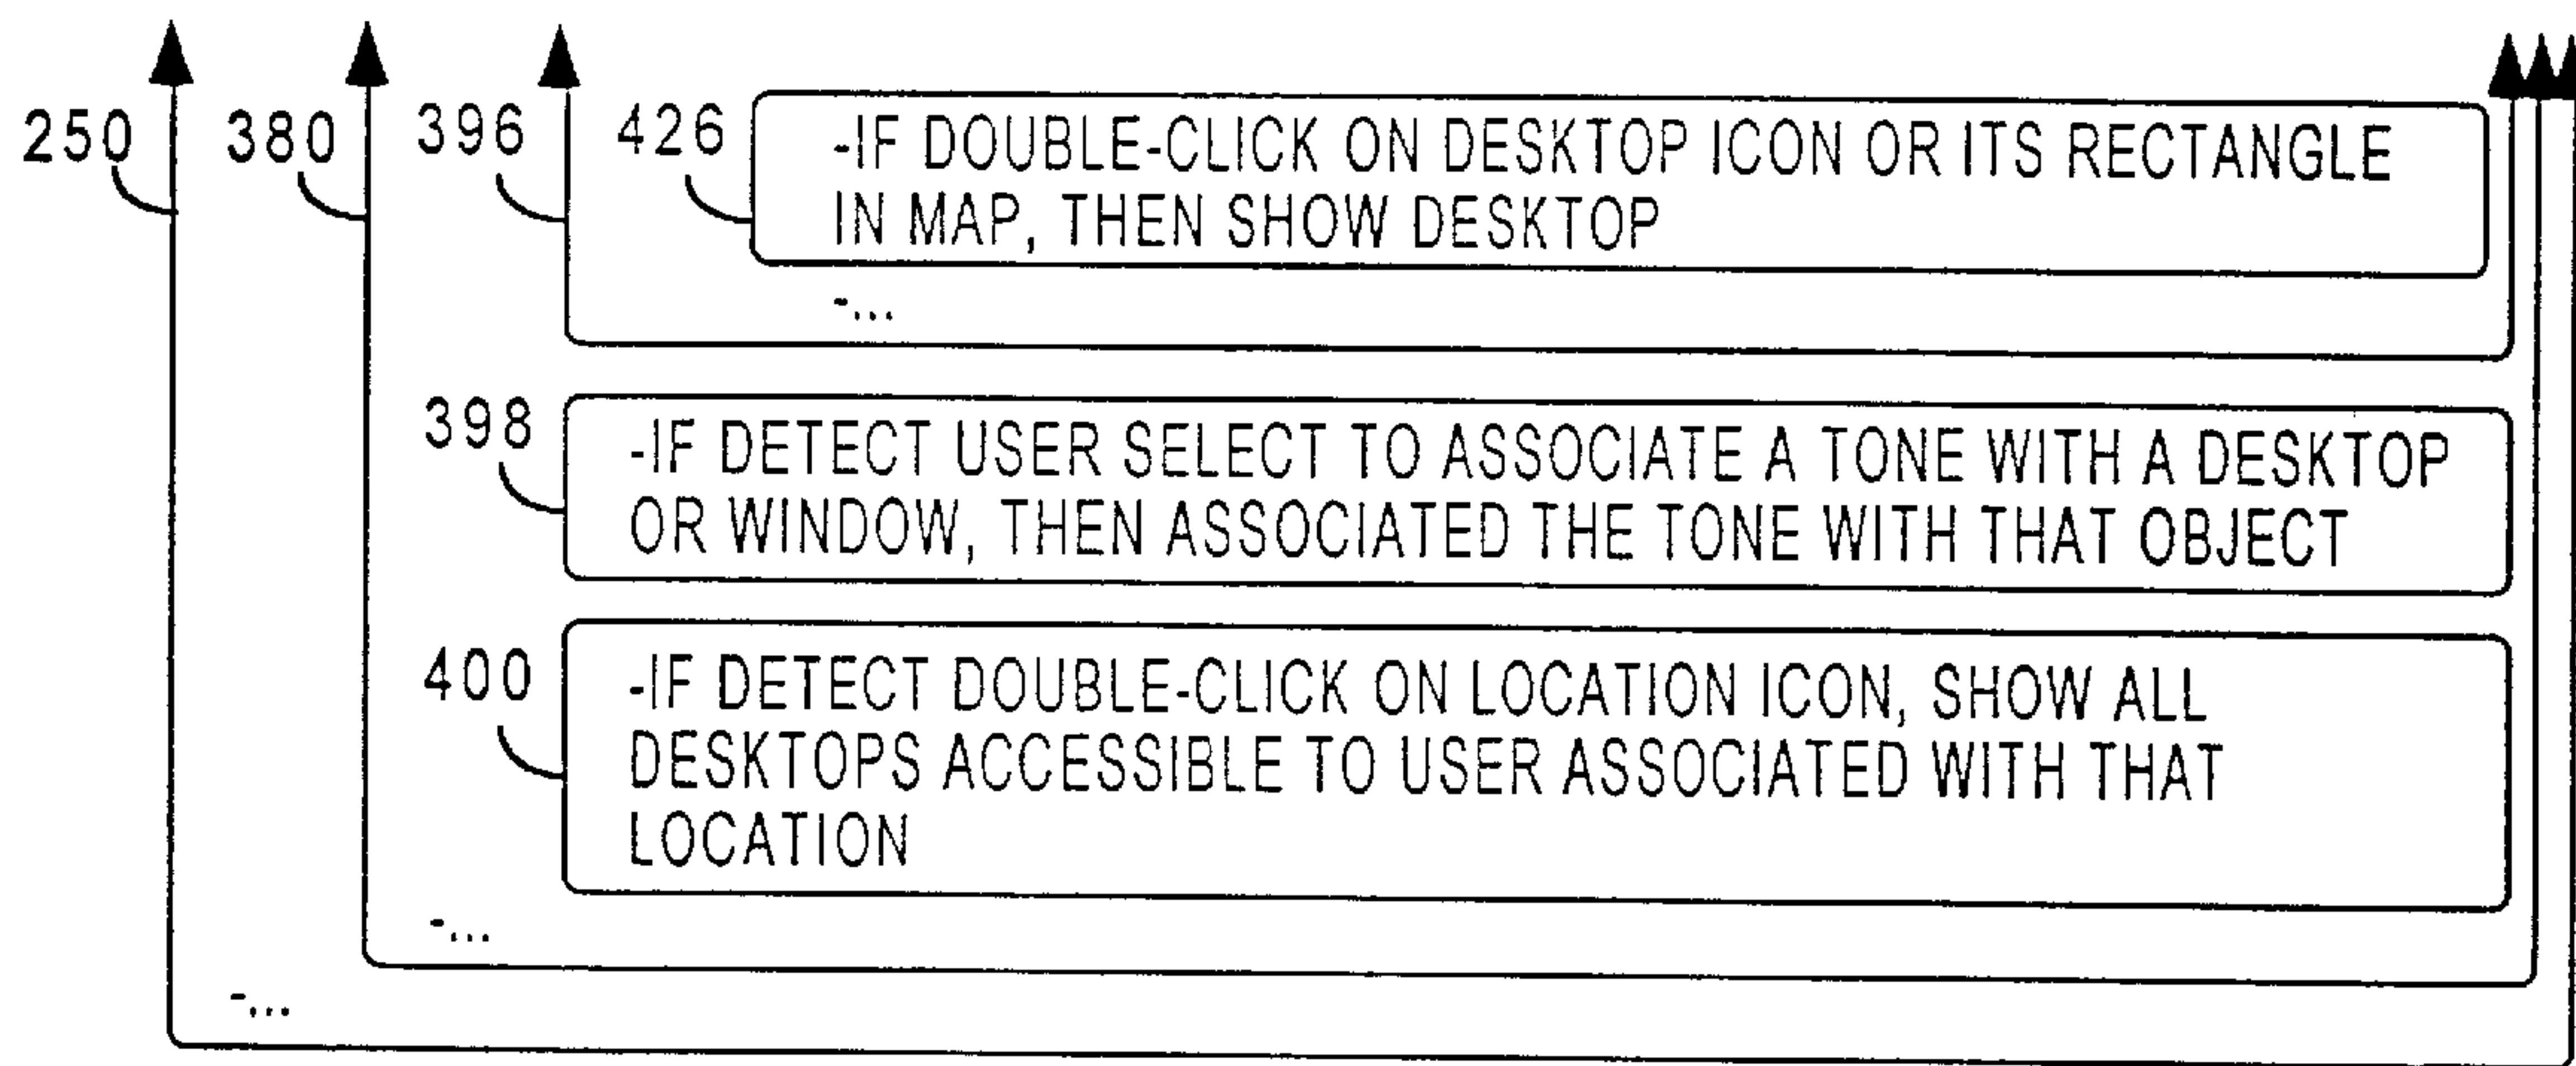 250 380 396 426 -IF DOUBLE-CLICK ON DESKTOP ICON OR ITS RECTANGLE
IN MAP, THEN SHOW DESKTOP
-...
398 -IF DETECT USER SELECT TO ASSOCIATE A TONE WITH A DESKTOP
OR WINDOW, THEN ASSOCIATED THE TONE WITH THAT OBJECT
400 -IF DETECT DOUBLE-CLICK ON LOCATION ICON, SHOW ALL
DESKTOPS ACCESSIBLE TO USER ASSOCIATED WITH THAT
LOCATION
-...
-...